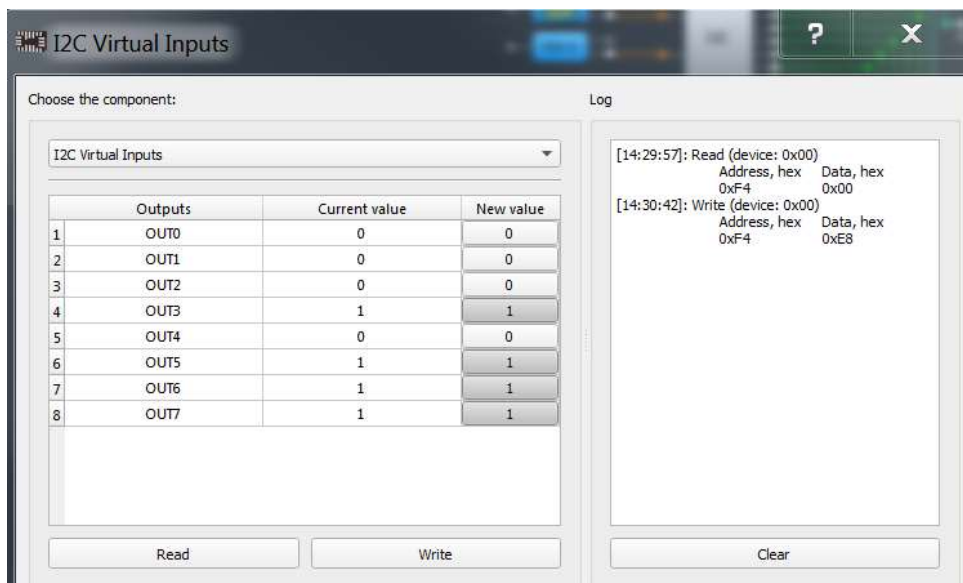 I2C Virtual Inputs
?
X
Choose the component:
I2C Virtual Inputs
Outputs Current value New value
1 OUT0 0 0
2 OUT1 0 0
3 OUT2 0 0
4 OUT3 1 1
5 OUT4 0 0
6 OUT5 1 1
7 OUT6 1 1
8 OUT7 1 1
Read Write
Log
[14:29:57]: Read (device: 0x00)
Address, hex Data, hex
0xF4 0x00
[14:30:42]: Write (device: 0x00)
Address, hex Data, hex
0xF4 0xE8
Clear